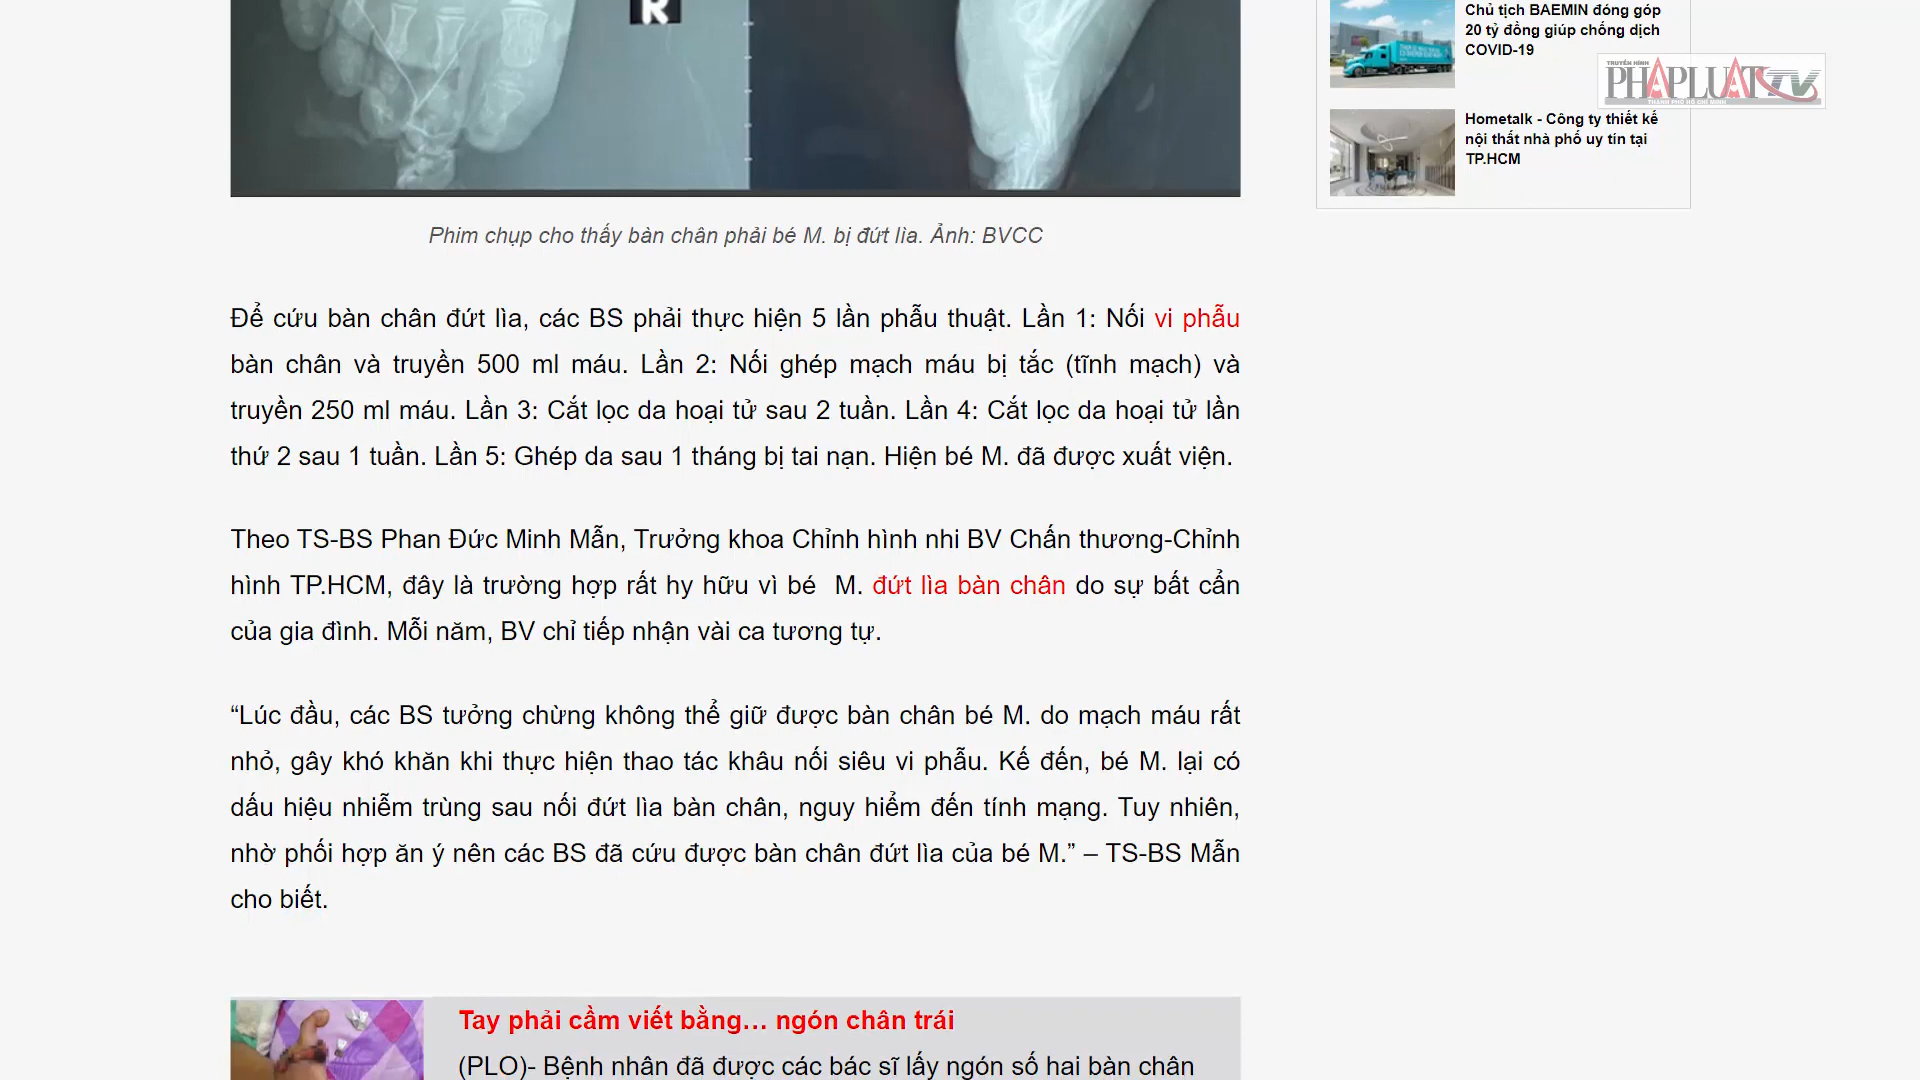 R
Chủ tịch BAEMIN đóng góp
20 tỷ đồng giúp chống dịch
COVID-19
TRUYỀN HÌNH
PHÁP LUẬT TV
THÀNH PHỐ HỒ CHÍ MINH
Hometalk - Công ty thiết kế
nội thất nhà phố uy tín tại
TP.HCM
Phim chụp cho thấy bàn chân phải bé M. bị đứt lìa. Ảnh: BVCC
Để cứu bàn chân đứt lìa, các BS phải thực hiện 5 lần phẫu thuật. Lần 1: Nối vi phẫu
bàn chân và truyền 500 ml máu. Lần 2: Nối ghép mạch máu bị tắc (tĩnh mạch) và
truyền 250 ml máu. Lần 3: Cắt lọc da hoại tử sau 2 tuần. Lần 4: Cắt lọc da hoại tử lần
thứ 2 sau 1 tuần. Lần 5: Ghép da sau 1 tháng bị tai nạn. Hiện bé M. đã được xuất viện.
Theo TS-BS Phan Đức Minh Mẫn, Trưởng khoa Chỉnh hình nhi BV Chấn thương-Chỉnh
hình TP.HCM, đây là trường hợp rất hy hữu vì bé M. đứt lìa bàn chân do sự bất cẩn
của gia đình. Mỗi năm, BV chỉ tiếp nhận vài ca tương tự.
“Lúc đầu, các BS tưởng chừng không thể giữ được bàn chân bé M. do mạch máu rất
nhỏ, gây khó khăn khi thực hiện thao tác khâu nối siêu vi phẫu. Kế đến, bé M. lại có
dấu hiệu nhiễm trùng sau nối đứt lìa bàn chân, nguy hiểm đến tính mạng. Tuy nhiên,
nhờ phối hợp ăn ý nên các BS đã cứu được bàn chân đứt lìa của bé M.” – TS-BS Mẫn
cho biết.
Tay phải cầm viết bằng… ngón chân trái
(PLO)- Bệnh nhân đã được các bác sĩ lấy ngón số hai bàn chân